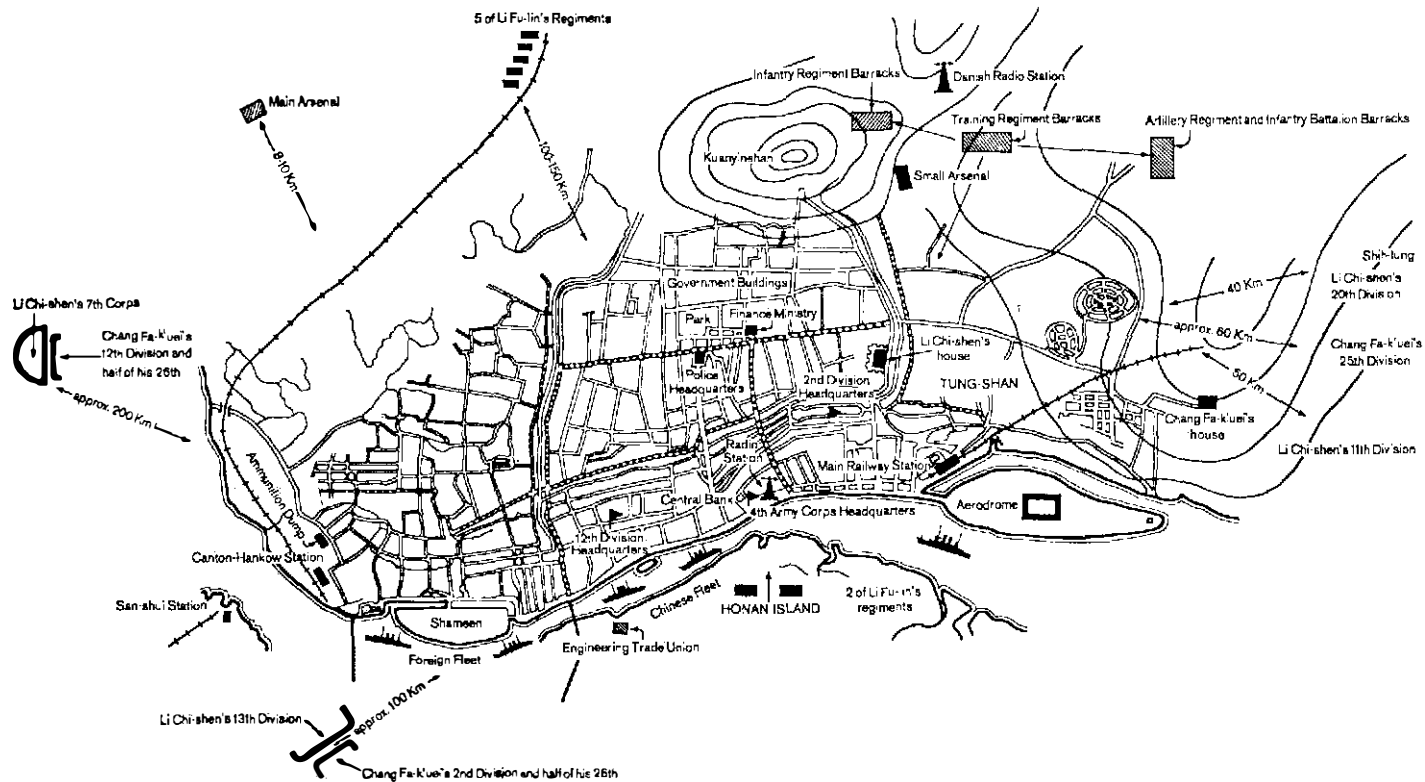 5 of Li Fu-lin's Regiments
Main Arsenal
8-10 Km
100-150 Km
Infantry Regiment Barracks
Danish Radio Station
Training Regiment Barracks
Artillery Regiment and Infantry Battalion Barracks
Kuanyinshan
Small Arsenal
Shih-lung
Li Chi-shen's
20th Division
40 Km
approx. 60 Km
Chang Fa-k'uei's
25th Division
50 Km
Li Chi-shen's 11th Division
Li Chi-shen's 7th Corps
Chang Fa-k'uei's
12th Division and
half of his 26th
approx. 200 Km
Government Buildings
Park
Finance Ministry
Police
Headquarters
Li Chi-shen's
house
2nd Division
Headquarters
TUNG-SHAN
Chang Fa-k'uei's
house
Radio
Station
Main Railway Station
Central Bank
4th Army Corps Headquarters
Aerodrome
Ammunition Dump
12th Division
Headquarters
Canton-Hankow Station
San-shui Station
Shameen
Foreign Fleet
Chinese Fleet
HONAN ISLAND
2 of Li Fu-lin's
regiments
Engineering Trade Union
Li Chi-shen's 13th Division
approx. 100 Km
Chang Fa-k'uei's 2nd Division and half of his 26th